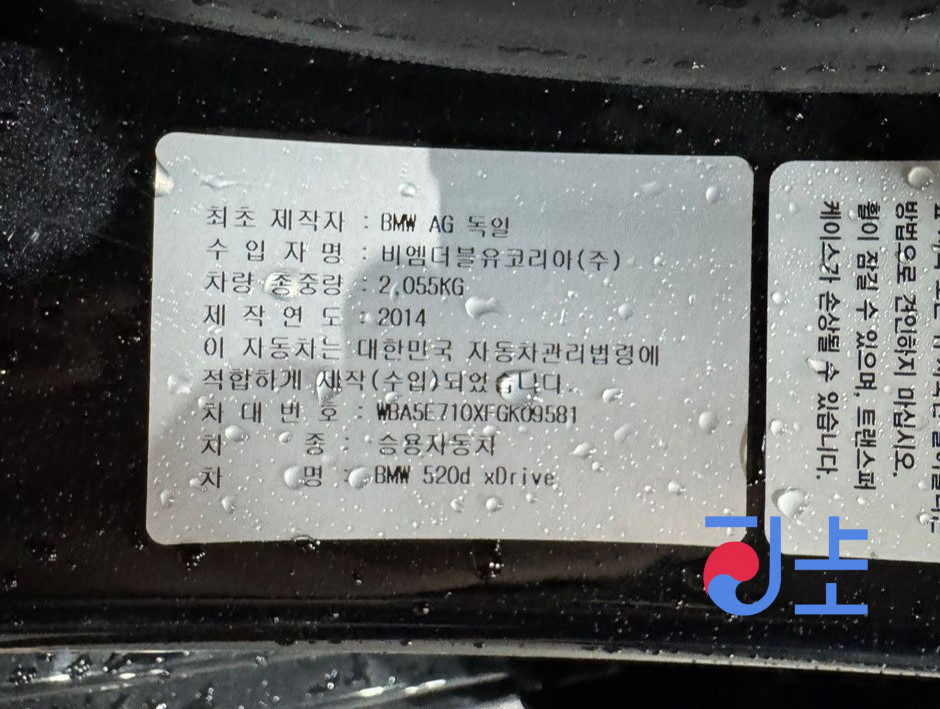 최초 제작자 : BMW AG 독일
수 입 자 명 : 비엠더블유코리아(주)
차량 총중량 : 2,055KG
제 작 연 도 : 2014
이 자동차는 대한민국 자동차관리법령에
적합하게 제작(수입)되었습니다.
차 대 번 호 : WBA5E710XFGK09581
차 종 : 승용자동차
차 명 : BMW 520d xDrive
방법으로 견인하지 마십시오.
휠이 잠길 수 있으며, 트랜스퍼
케이스가 손상될 수 있습니다.